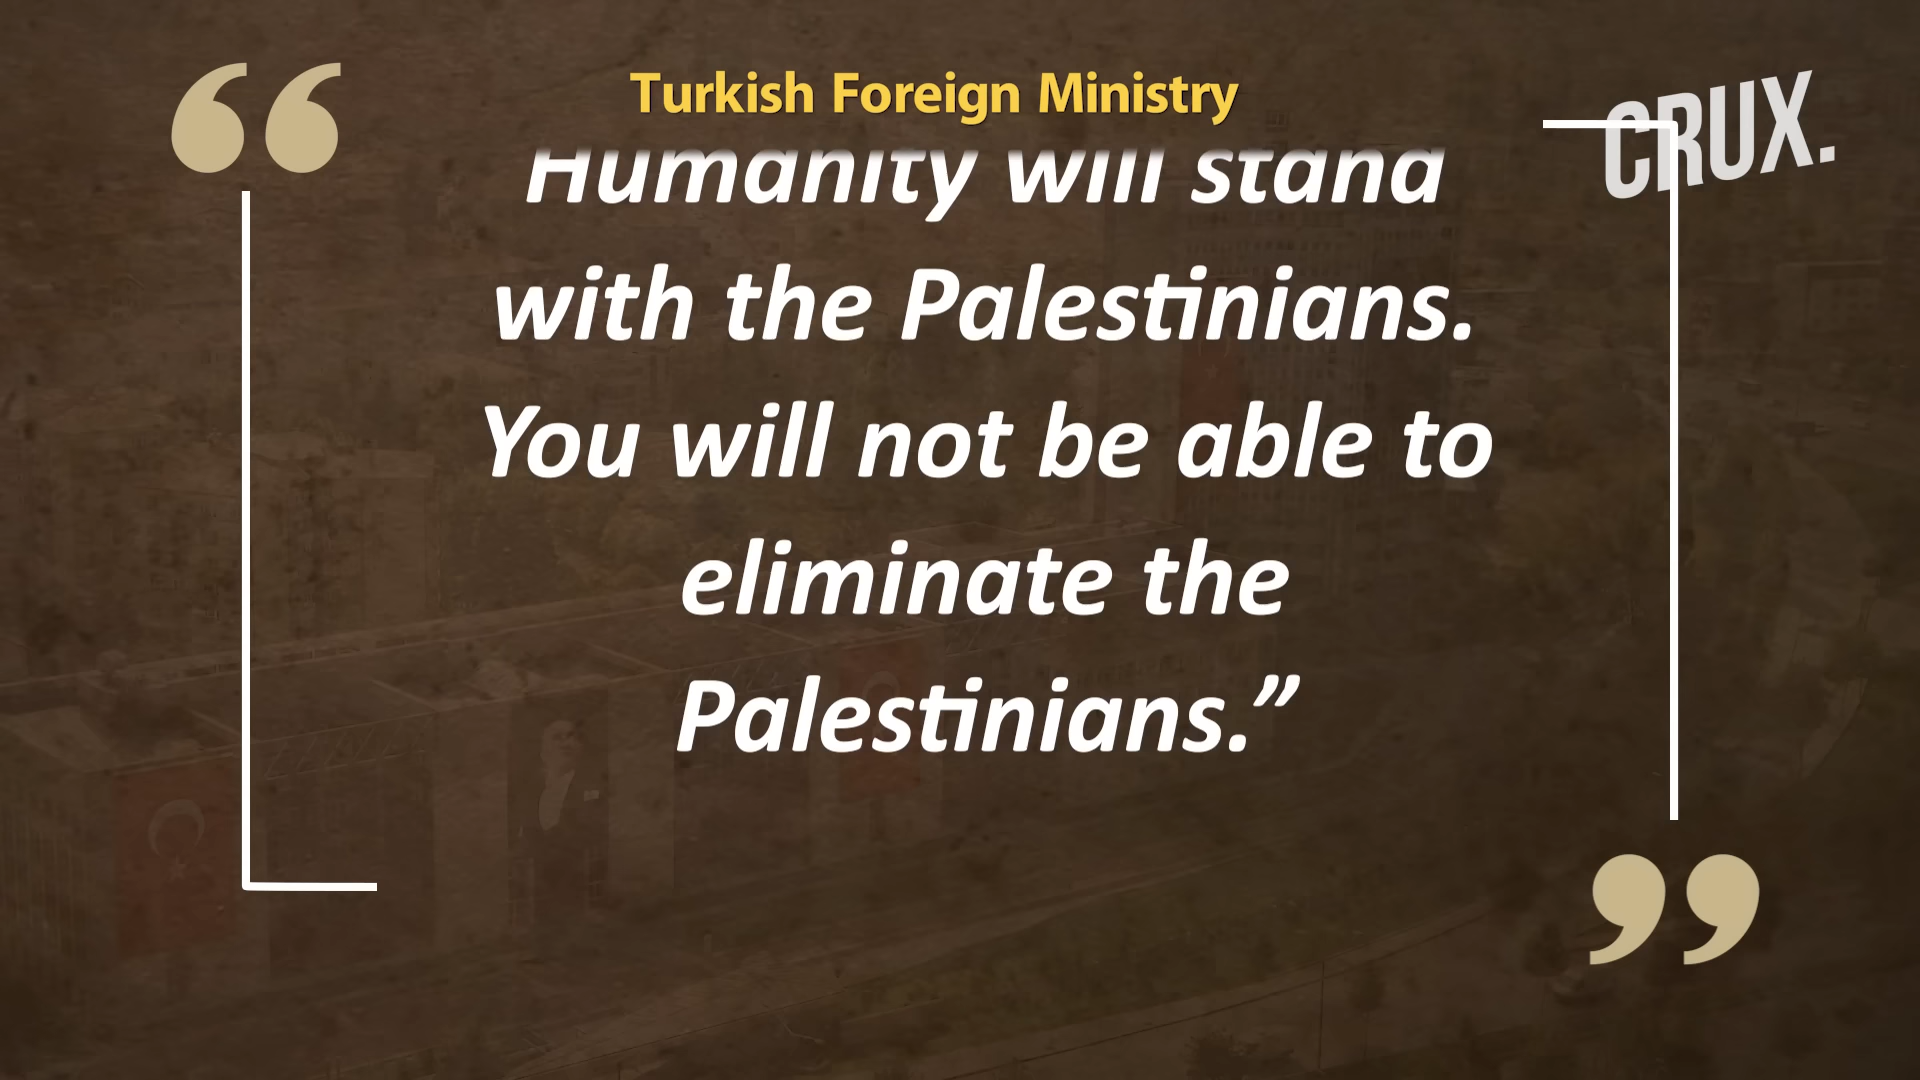 Turkish Foreign Ministry
CRUX.
Humanity will stand
with the Palestinians.
You will not be able to
eliminate the
Palestinians.”